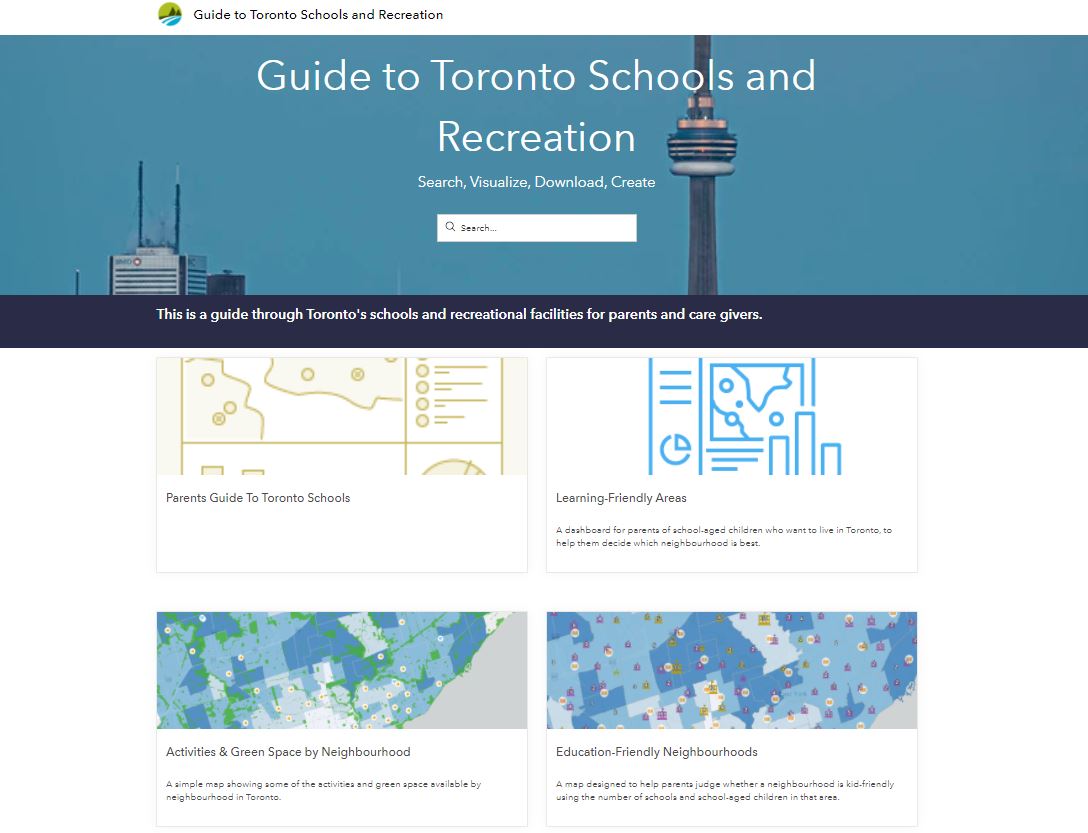 Guide to Toronto Schools and Recreation
Guide to Toronto Schools and
Recreation
Search, Visualize, Download, Create
Search...
BMO
This is a guide through Toronto's schools and recreational facilities for parents and care givers.
Parents Guide To Toronto Schools
Learning-Friendly Areas
A dashboard for parents of school-aged children who want to live in Toronto, to
help them decide which neighbourhood is best.
Activities & Green Space by Neighbourhood
A simple map showing some of the activities and green space available by
neighbourhood in Toronto.
Education-Friendly Neighbourhoods
A map designed to help parents judge whether a neighbourhood is kid-friendly
using the number of schools and school-aged children in that area.